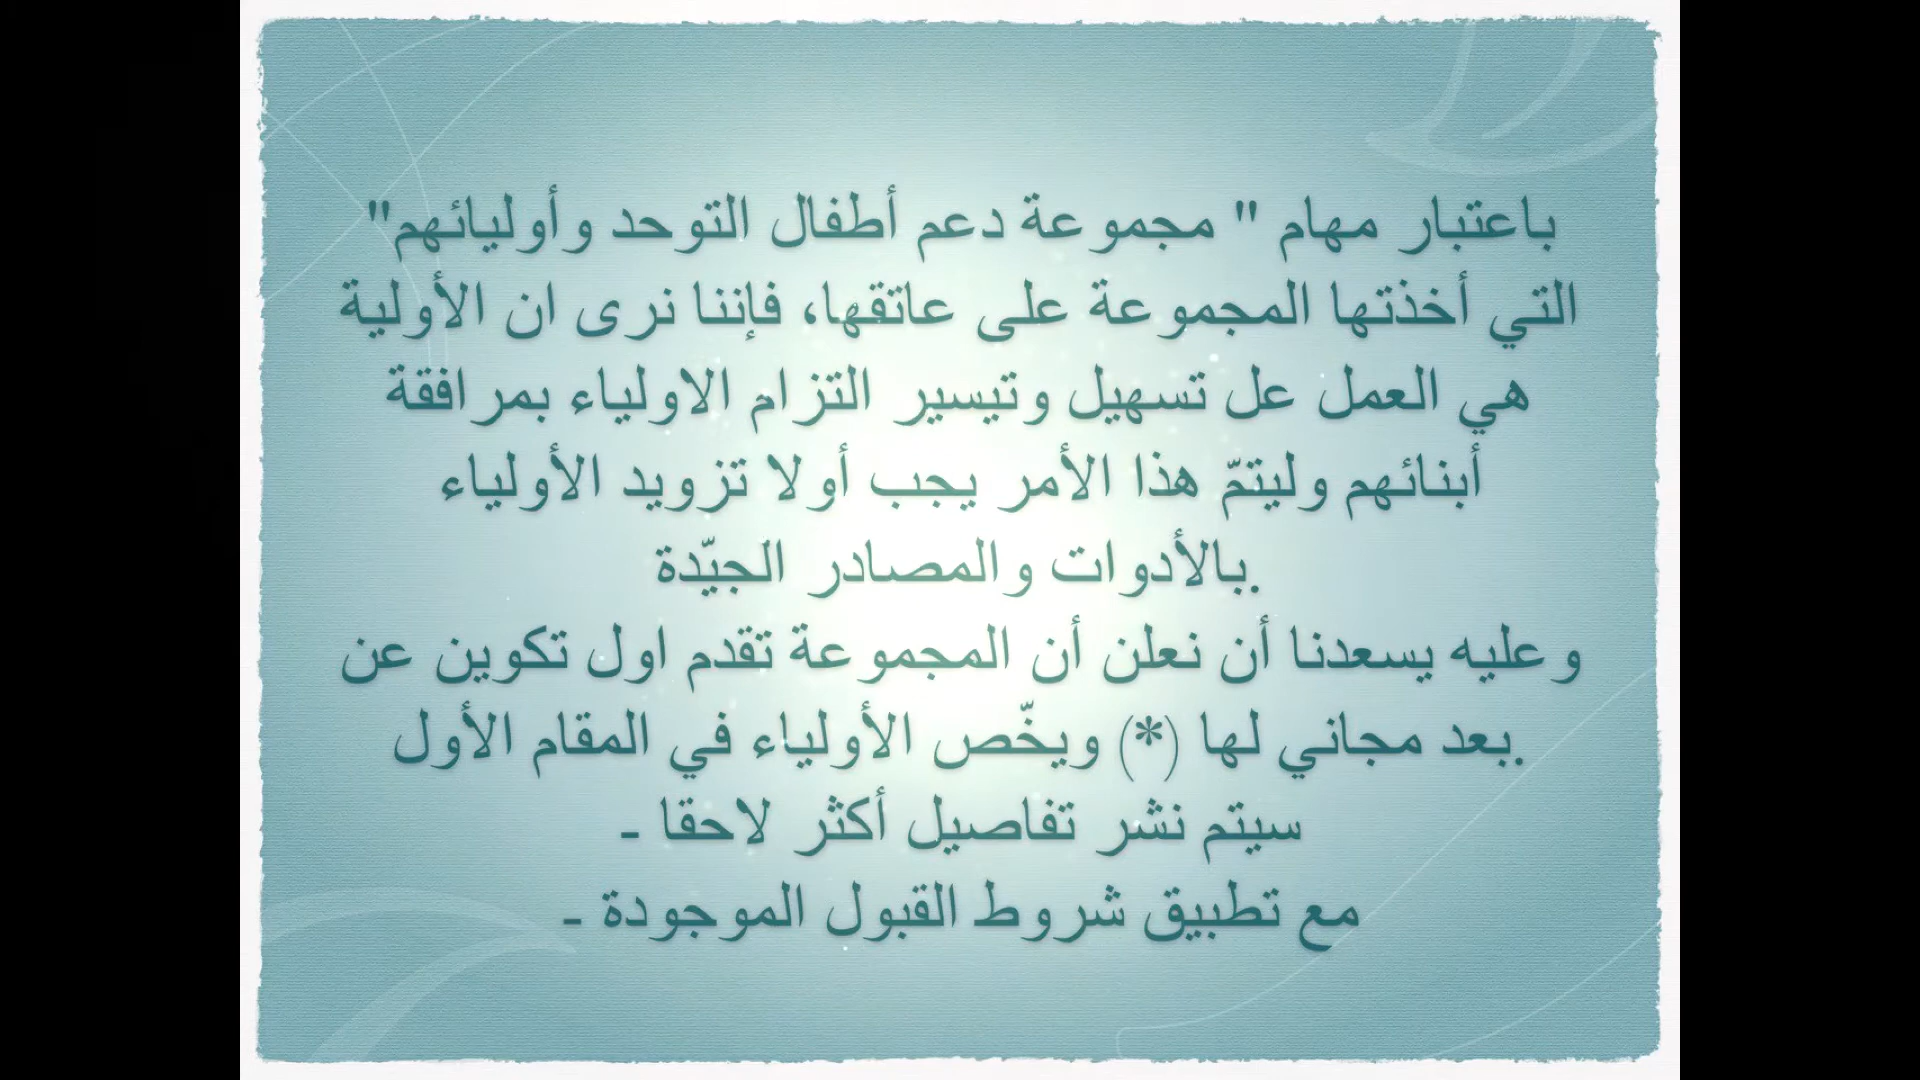 باعتبار مهام " مجموعة دعم أطفال التوحد وأوليائهم"
التي أخذتها المجموعة على عاتقها، فإننا نرى ان الأولية
هي العمل عل تسهيل وتيسير التزام الاولياء بمرافقة
أبنائهم وليتمّ هذا الأمر يجب أولا تزويد الأولياء
.بالأدوات والمصادر الجيّدة
وعليه يسعدنا أن نعلن أن المجموعة تقدم اول تكوين عن
.بعد مجاني لها (*) ويخّص الأولياء في المقام الأول
سيتم نشر تفاصيل أكثر لاحقا -
مع تطبيق شروط القبول الموجودة -